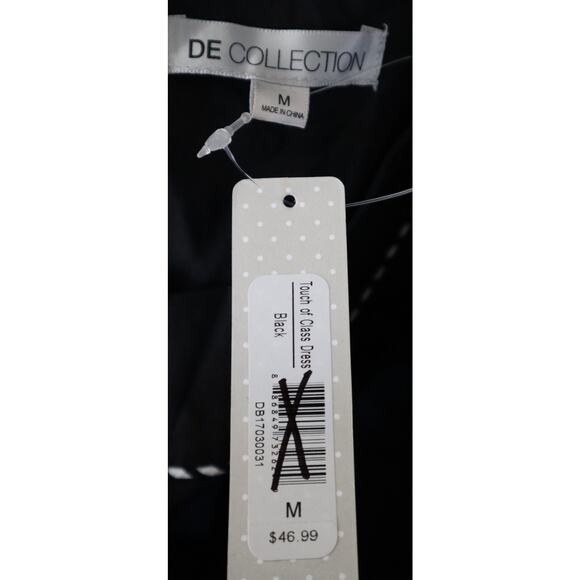 DE COLLECTION
M
MADE IN CHINA
Touch of Class Dress
Black
DB17030031
M
$46.99